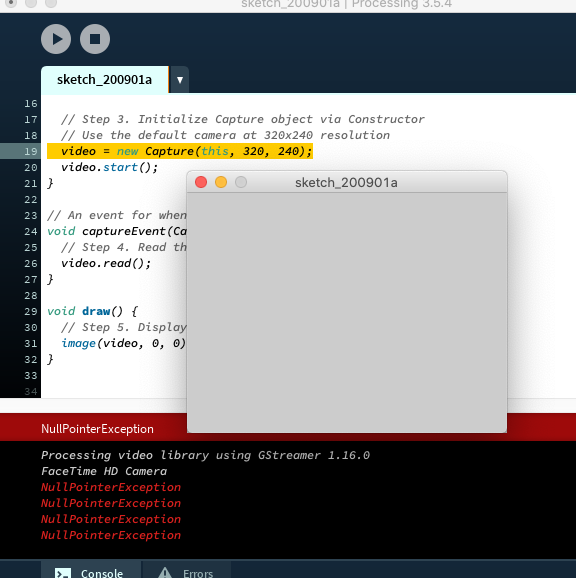 sketch_200901a | Processing 3.5.4
sketch_200901a ▼
16
17 // Step 3. Initialize Capture object via Constructor
18 // Use the default camera at 320x240 resolution
19 video = new Capture(this, 320, 240);
20 video.start();
21 }
22
23 // An event for when
24 void captureEvent(Ca
25 // Step 4. Read th
26 video.read();
27 }
28
29 void draw() {
30 // Step 5. Display
31 image(video, 0, 0)
32 }
33
34
sketch_200901a
NullPointerException
Processing video library using GStreamer 1.16.0
FaceTime HD Camera
NullPointerException
NullPointerException
NullPointerException
NullPointerException
Console Errors